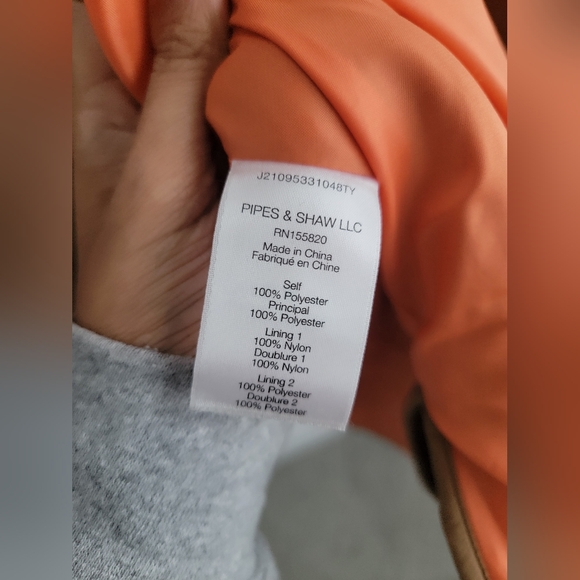 J21095331048TY
PIPES & SHAW LLC
RN155820
Made in China
Fabriqué en Chine
Self
100% Polyester
Principal
100% Polyester
Lining 1
100% Nylon
Doublure 1
100% Nylon
Lining 2
100% Polyester
Doublure 2
100% Polyester